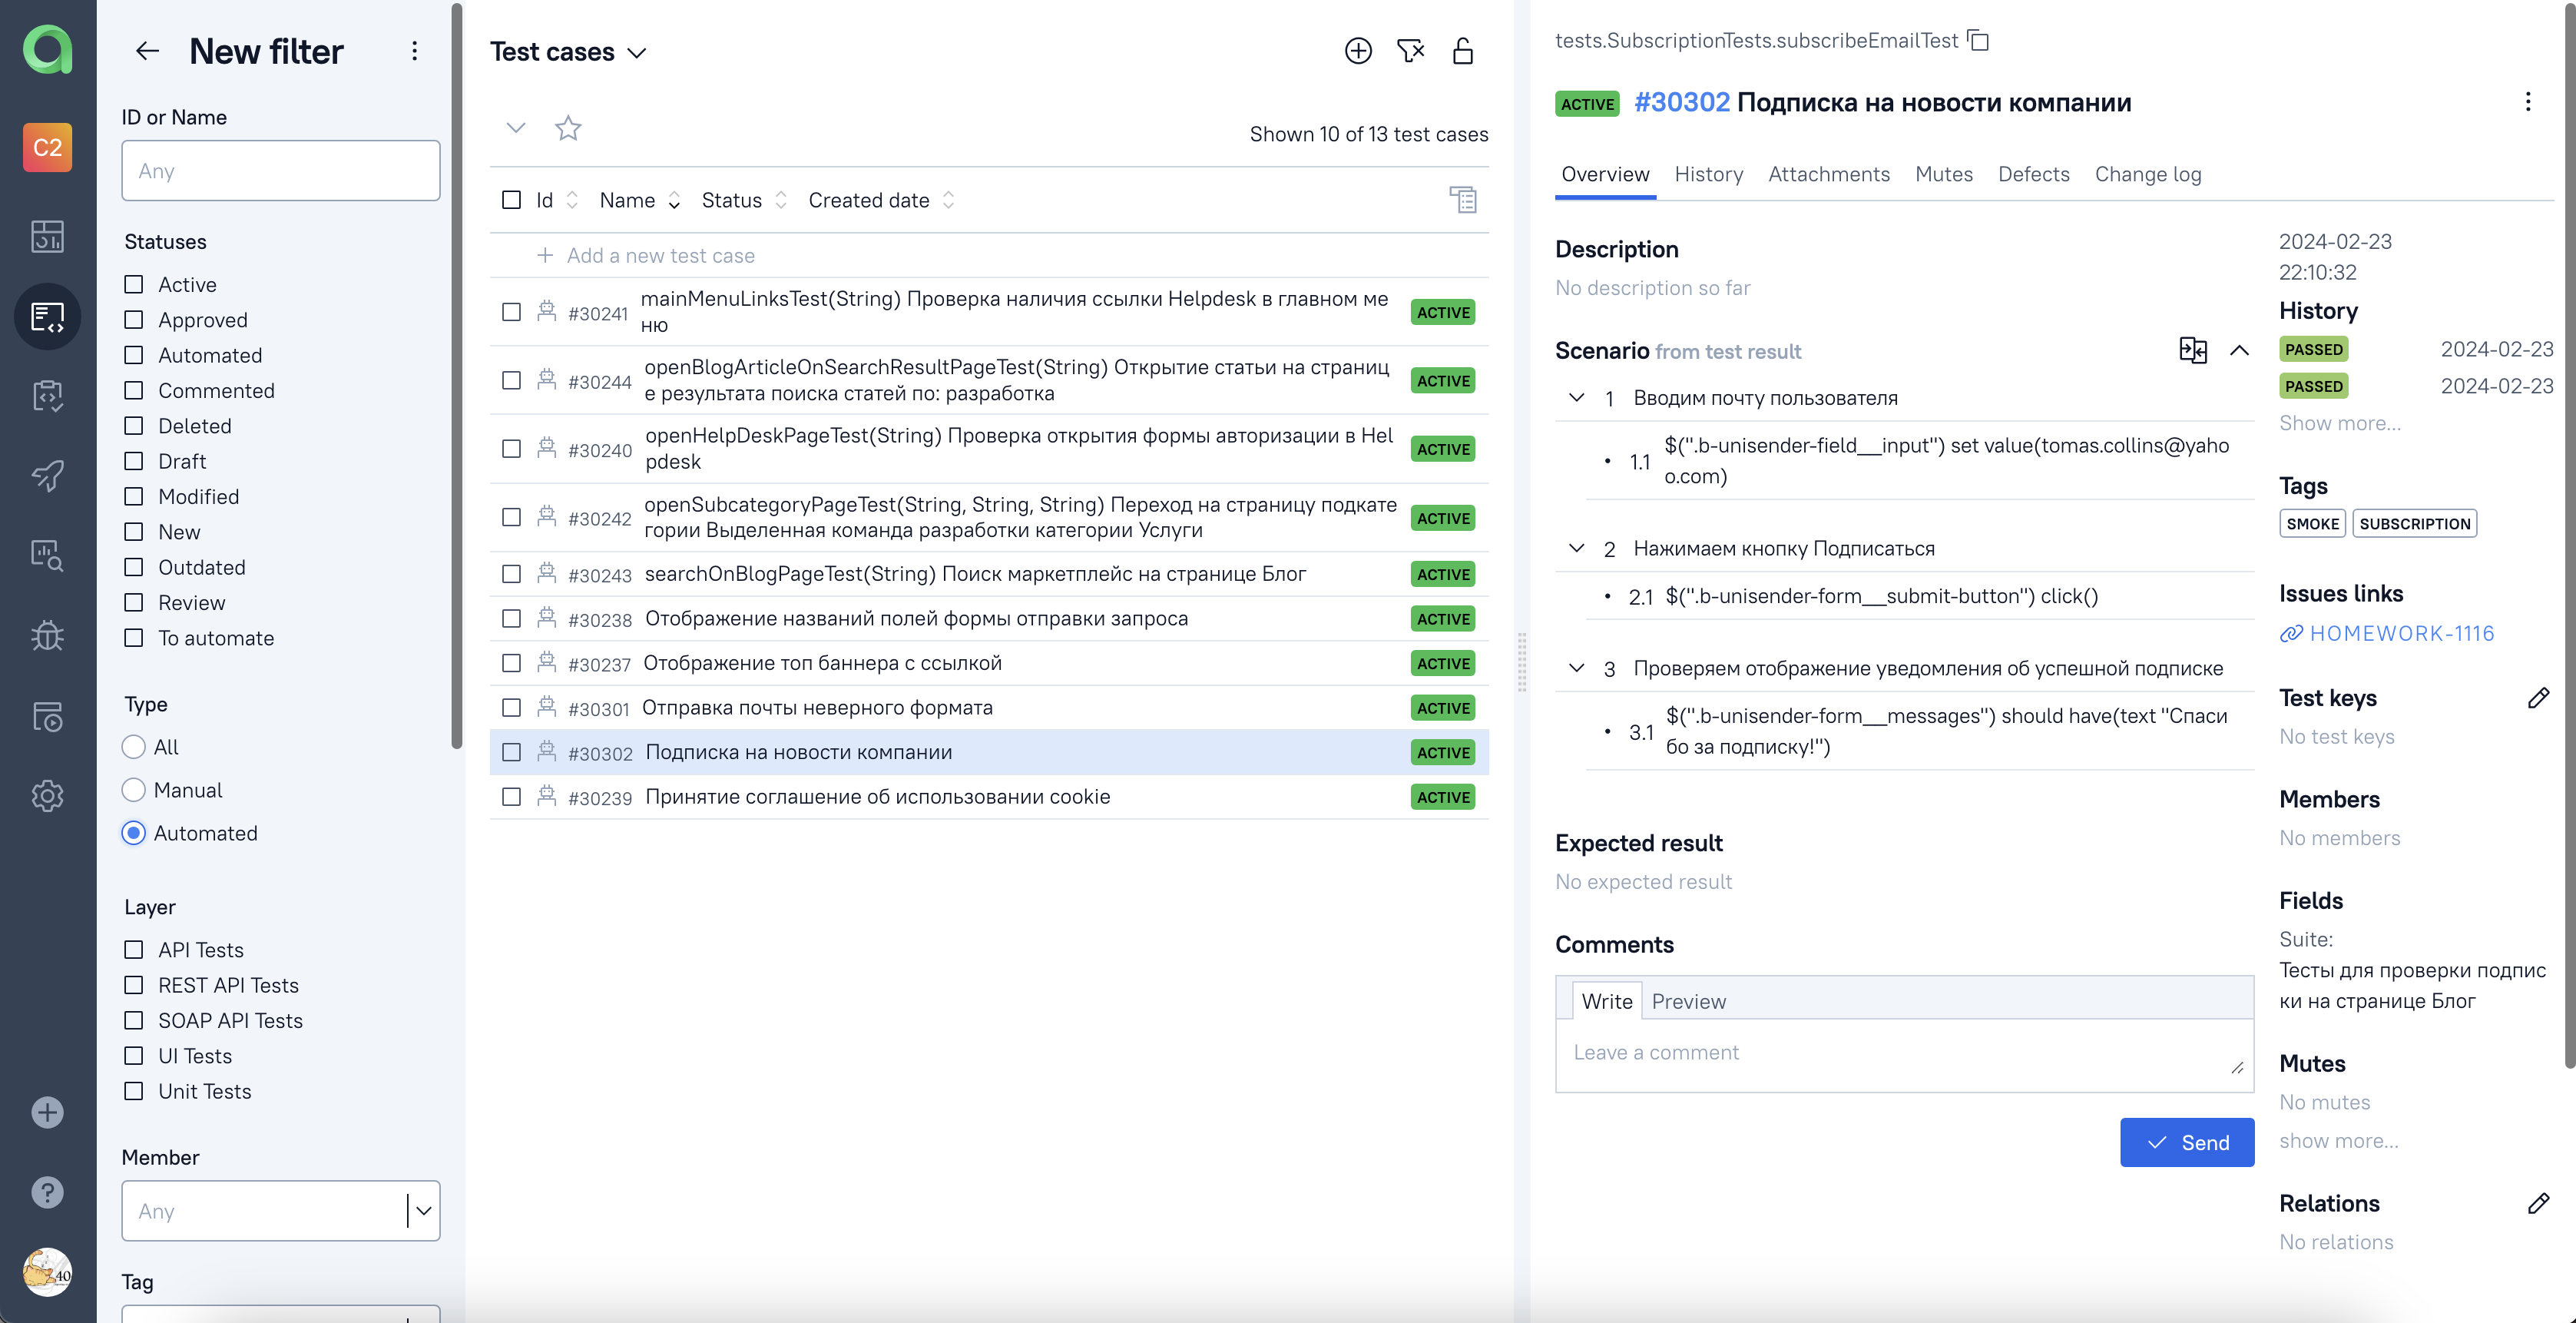 C2
40
New filter
ID or Name
Any
Statuses
Active
Approved
Automated
Commented
Deleted
Draft
Modified
New
Outdated
Review
To automate
Type
All
Manual
Automated
Layer
API Tests
REST API Tests
SOAP API Tests
UI Tests
Unit Tests
Member
Any
Tag
Test cases
Shown 10 of 13 test cases
Id Name Status Created date
Add a new test case
#30241 mainMenuLinksTest(String) Проверка наличия ссылки Helpdesk в главном ме
ню
ACTIVE
#30244 openBlogArticleOnSearchResultPageTest(String) Открытие статьи на страниц
е результата поиска статей по: разработка
ACTIVE
#30240 openHelpDeskPageTest(String) Проверка открытия формы авторизации в Hel
pdesk
ACTIVE
#30242 openSubcategoryPageTest(String, String, String) Переход на страницу подкате
гории Выделенная команда разработки категории Услуги
ACTIVE
#30243 searchOnBlogPageTest(String) Поиск маркетплейс на странице Блог ACTIVE
#30238 Отображение названий полей формы отправки запроса ACTIVE
#30237 Отображение топ баннера с ссылкой ACTIVE
#30301 Отправка почты неверного формата ACTIVE
#30302 Подписка на новости компании ACTIVE
#30239 Принятие соглашение об использовании cookie ACTIVE
tests.SubscriptionTests.subscribeEmailTest
ACTIVE #30302 Подписка на новости компании
Overview History Attachments Mutes Defects Change log
Description
No description so far
Scenario from test result
1 Вводим почту пользователя
• 1.1 $(".b-unisender-field__input") set value(tomas.collins@yaho
o.com)
2 Нажимаем кнопку Подписаться
• 2.1 $(".b-unisender-form__submit-button") click()
3 Проверяем отображение уведомления об успешной подписке
• 3.1 $(".b-unisender-form__messages") should have(text "Спаси
бо за подписку!")
Expected result
No expected result
Comments
Write Preview
Leave a comment
Send
2024-02-23
22:10:32
History
PASSED 2024-02-23
PASSED 2024-02-23
Show more...
Tags
SMOKE SUBSCRIPTION
Issues links
HOMEWORK-1116
Test keys
No test keys
Members
No members
Fields
Suite:
Тесты для проверки подпис
ки на странице Блог
Mutes
No mutes
show more...
Relations
No relations